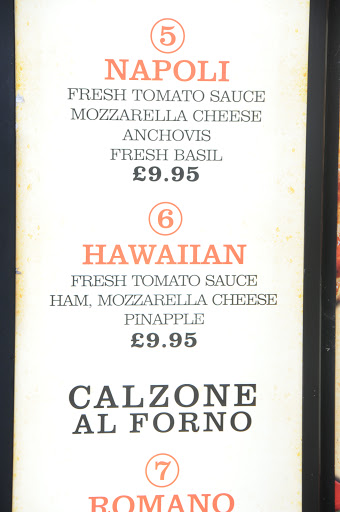 5
NAPOLI
FRESH TOMATO SAUCE
MOZZARELLA CHEESE
ANCHOVIS
FRESH BASIL
£9.95
6
HAWAIIAN
FRESH TOMATO SAUCE
HAM, MOZZARELLA CHEESE
PINAPPLE
£9.95
CALZONE
AL FORNO
7
ROMANO